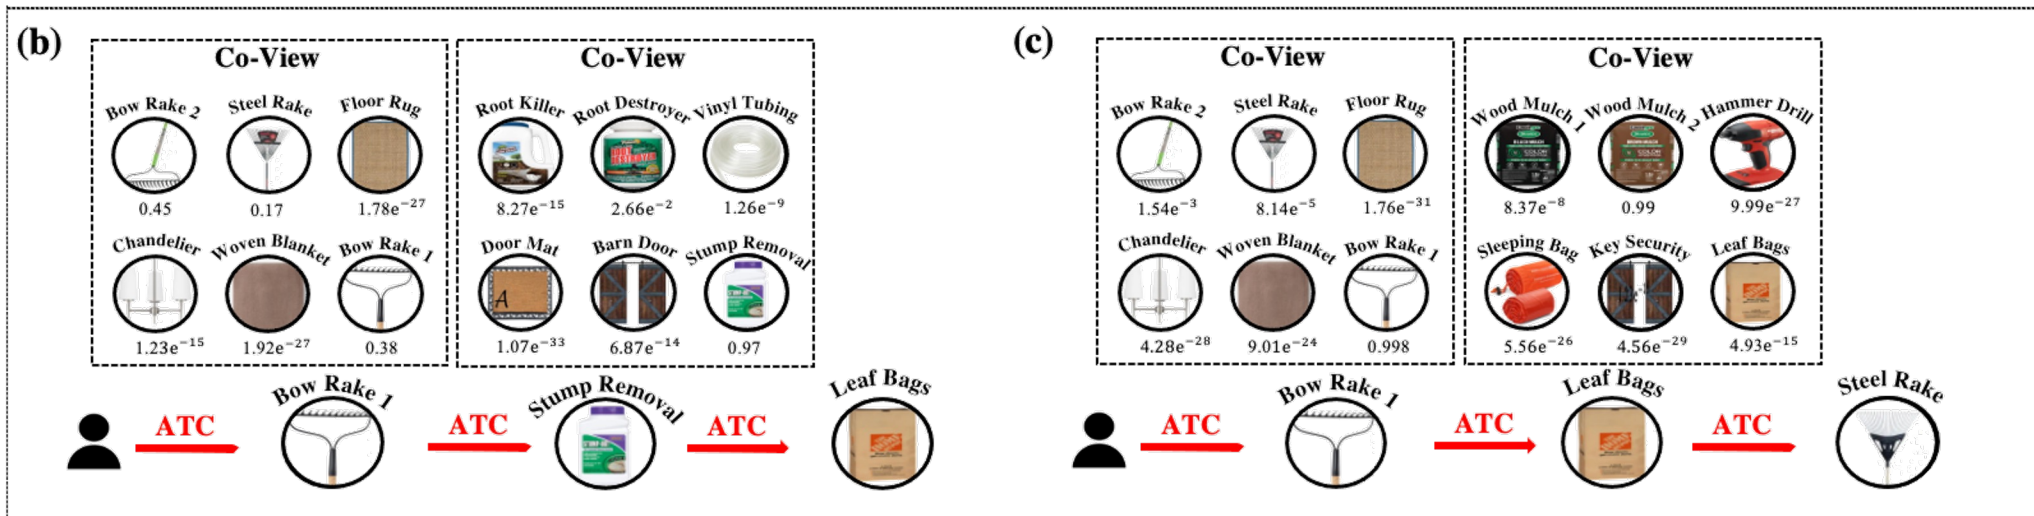 (b)
Co-View
Bow Rake 2 Steel Rake Floor Rug
0.45 0.17 1.78e⁻²⁷
Chandelier Woven Blanket Bow Rake 1
1.23e⁻¹⁵ 1.92e⁻²⁷ 0.38
Co-View
Root Killer Root Destroyer Vinyl Tubing
8.27e⁻¹⁵ 2.66e⁻² 1.26e⁻⁹
Door Mat Barn Door Stump Removal
A
1.07e⁻³³ 6.87e⁻¹⁴ 0.97
ATC Bow Rake 1 ATC Stump Removal ATC Leaf Bags
(c)
Co-View
Bow Rake 2 Steel Rake Floor Rug
1.54e⁻³ 8.14e⁻⁵ 1.76e⁻³¹
Chandelier Woven Blanket Bow Rake 1
4.28e⁻²⁸ 9.01e⁻²⁴ 0.998
Co-View
Wood Mulch 1 Wood Mulch 2 Hammer Drill
8.37e⁻⁸ 0.99 9.99e⁻²⁷
Sleeping Bag Key Security Leaf Bags
5.56e⁻²⁶ 4.56e⁻²⁹ 4.93e⁻¹⁵
ATC Bow Rake 1 ATC Leaf Bags ATC Steel Rake